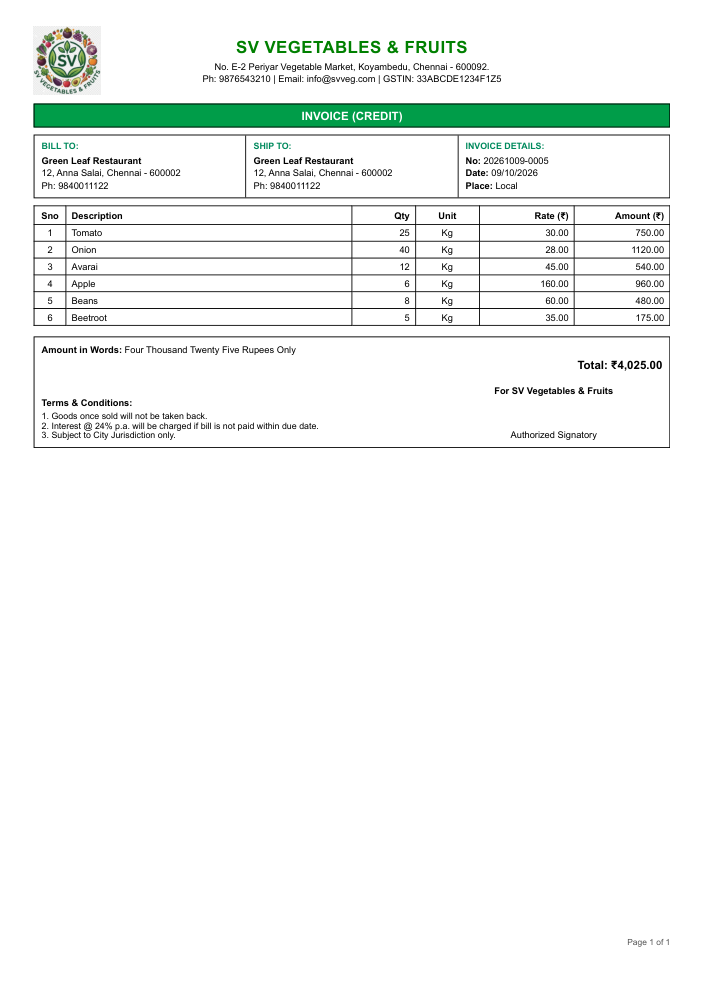 SV
SV VEGETABLES & FRUITS
SV VEGETABLES & FRUITS
No. E-2 Periyar Vegetable Market, Koyambedu, Chennai - 600092.
Ph: 9876543210 | Email: info@svveg.com | GSTIN: 33ABCDE1234F1Z5
INVOICE (CREDIT)
BILL TO:
Green Leaf Restaurant
12, Anna Salai, Chennai - 600002
Ph: 9840011122
SHIP TO:
Green Leaf Restaurant
12, Anna Salai, Chennai - 600002
Ph: 9840011122
INVOICE DETAILS:
No: 20261009-0005
Date: 09/10/2026
Place: Local
Sno Description Qty Unit Rate (₹) Amount (₹)
1 Tomato 25 Kg 30.00 750.00
2 Onion 40 Kg 28.00 1120.00
3 Avarai 12 Kg 45.00 540.00
4 Apple 6 Kg 160.00 960.00
5 Beans 8 Kg 60.00 480.00
6 Beetroot 5 Kg 35.00 175.00
Amount in Words: Four Thousand Twenty Five Rupees Only
Total: ₹4,025.00
For SV Vegetables & Fruits
Terms & Conditions:
1. Goods once sold will not be taken back.
2. Interest @ 24% p.a. will be charged if bill is not paid within due date.
3. Subject to City Jurisdiction only.
Authorized Signatory
Page 1 of 1